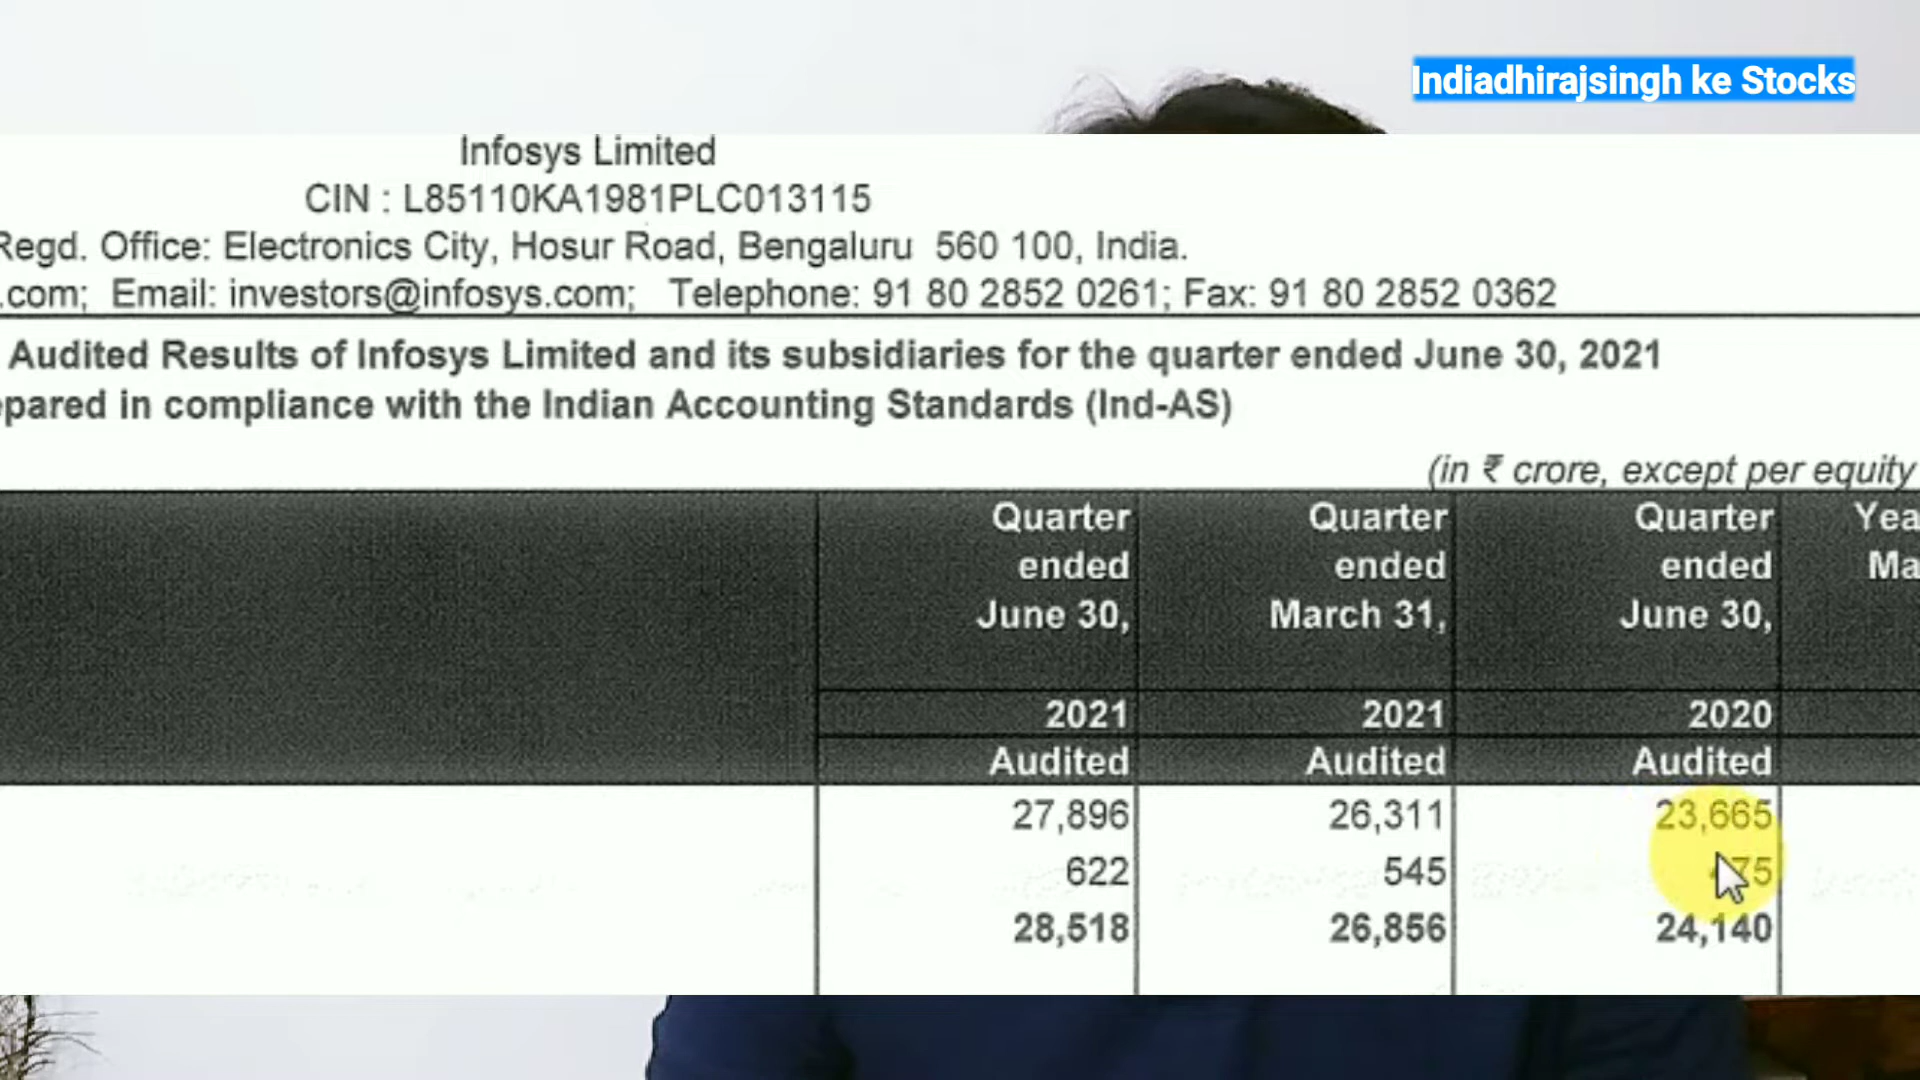 Indiadhirajsingh ke Stocks
Infosys Limited
CIN : L85110KA1981PLC013115
Regd. Office: Electronics City, Hosur Road, Bengaluru 560 100, India.
.com; Email: investors@infosys.com; Telephone: 91 80 2852 0261; Fax: 91 80 2852 0362
Audited Results of Infosys Limited and its subsidiaries for the quarter ended June 30, 2021
epared in compliance with the Indian Accounting Standards (Ind-AS)
(in ₹ crore, except per equity
Quarter Quarter Quarter Yea
ended ended ended Ma
June 30, March 31, June 30,
2021 2021 2020
Audited Audited Audited
27,896 26,311 23,665
622 545
28,518 26,856 24,140